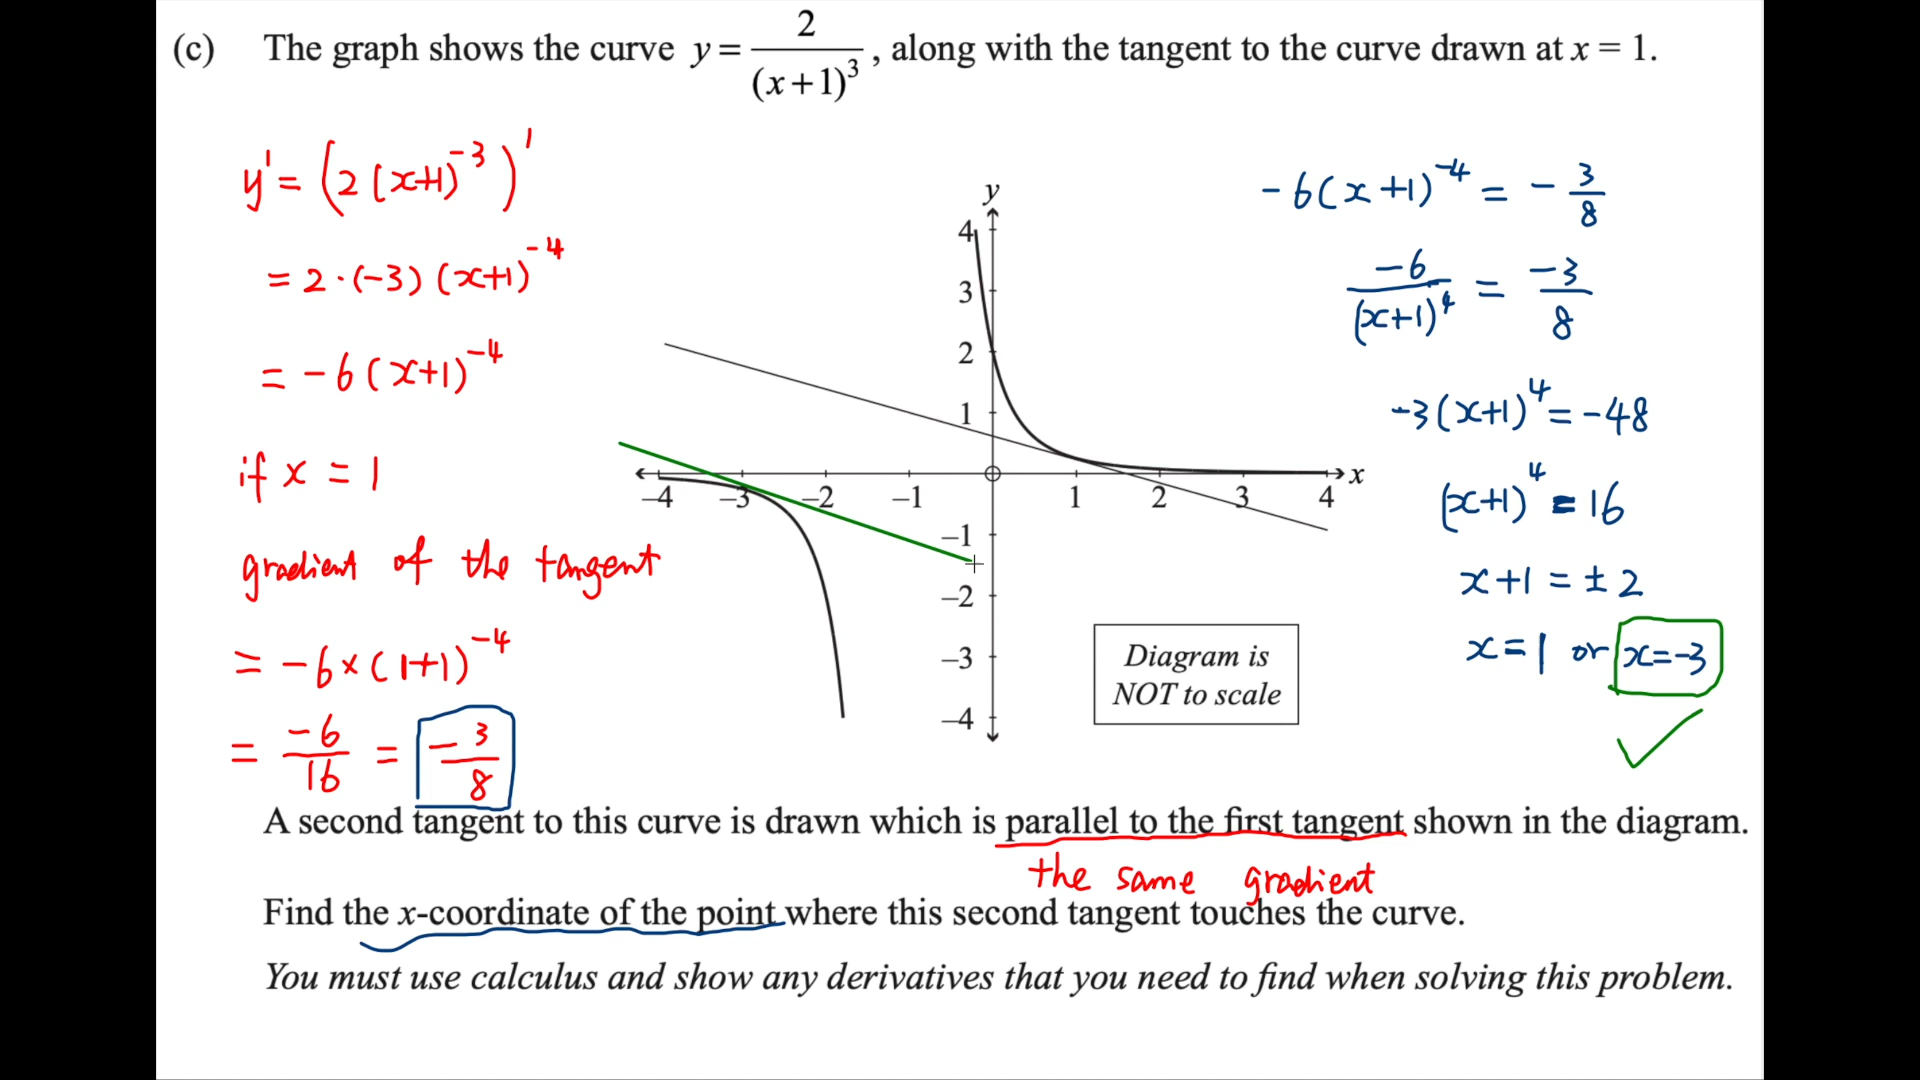 (c) The graph shows the curve y = 2/(x+1)³, along with the tangent to the curve drawn at x = 1.
y' = (2(x+1)⁻³)'
= 2·(-3)(x+1)⁻⁴
= -6(x+1)⁻⁴
if x = 1
gradient of the tangent
= -6×(1+1)⁻⁴
= -6/16 = -3/8
y
4
3
2
1
–4 –3 –2 –1 1 2 3 4 x
–1
–2
–3
–4
Diagram is
NOT to scale
-6(x+1)⁻⁴ = -3/8
-6/(x+1)⁴ = -3/8
-3(x+1)⁴ = -48
(x+1)⁴ = 16
x+1 = ±2
x=1 or x=-3
A second tangent to this curve is drawn which is parallel to the first tangent shown in the diagram.
the same gradient
Find the x-coordinate of the point where this second tangent touches the curve.
You must use calculus and show any derivatives that you need to find when solving this problem.